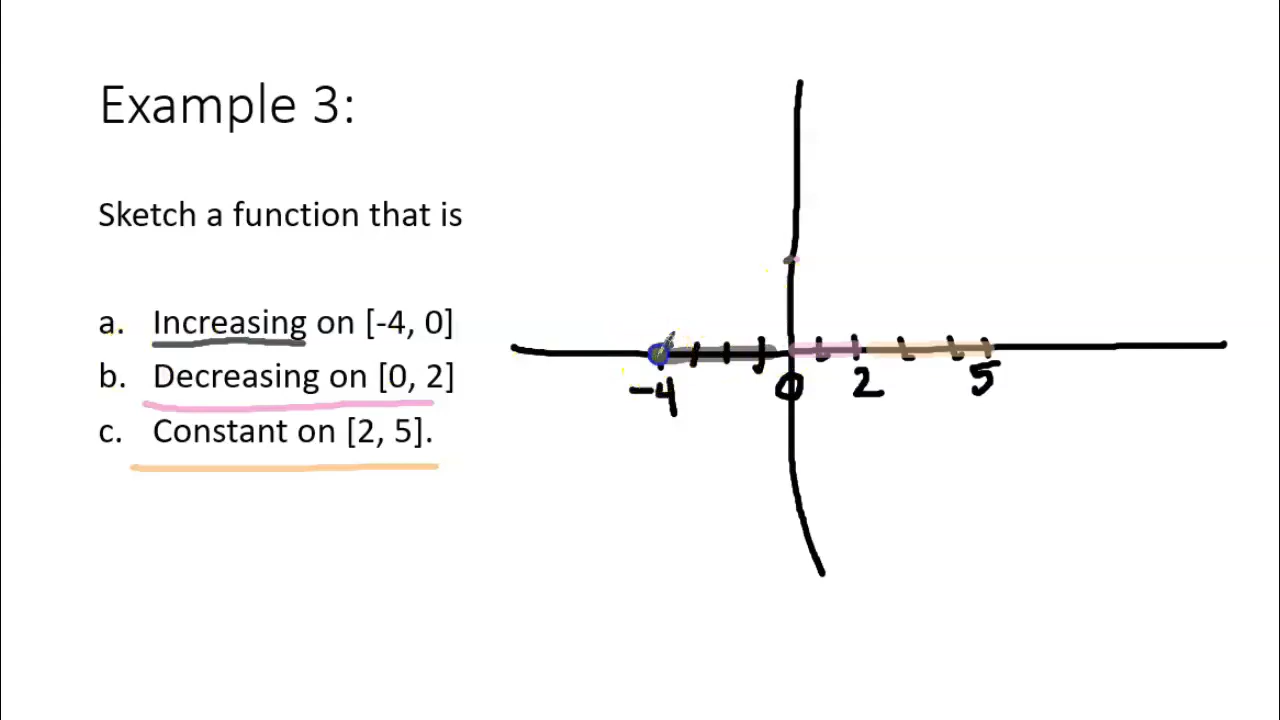 Example 3:
Sketch a function that is
a. Increasing on [-4, 0]
b. Decreasing on [0, 2]
c. Constant on [2, 5].
-4 0 2 5